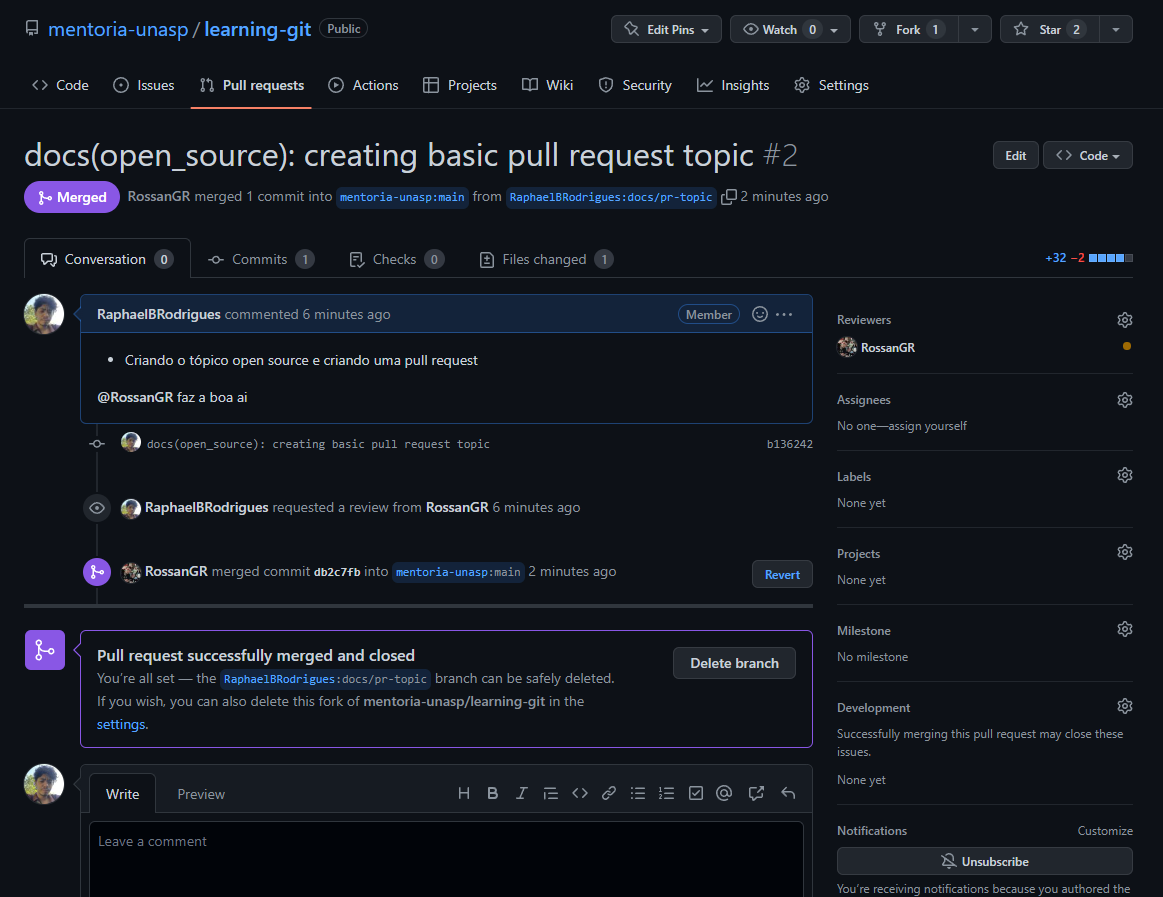 mentoria-unasp / learning-git Public Edit Pins Watch 0 Fork 1 Star 2
Code Issues Pull requests Actions Projects Wiki Security Insights Settings
docs(open_source): creating basic pull request topic #2 Edit Code
Merged RossanGR merged 1 commit into mentoria-unasp:main from RaphaelBRodrigues:docs/pr-topic 2 minutes ago
Conversation 0 Commits 1 Checks 0 Files changed 1 +32 −2
RaphaelBRodrigues commented 6 minutes ago Member
Criando o tópico open source e criando uma pull request
@RossanGR faz a boa ai
docs(open_source): creating basic pull request topic b136242
RaphaelBRodrigues requested a review from RossanGR 6 minutes ago
RossanGR merged commit db2c7fb into mentoria-unasp:main 2 minutes ago Revert
Pull request successfully merged and closed Delete branch
You're all set — the RaphaelBRodrigues:docs/pr-topic branch can be safely deleted.
If you wish, you can also delete this fork of mentoria-unasp/learning-git in the
settings.
Write Preview
Leave a comment
Reviewers
RossanGR
Assignees
No one—assign yourself
Labels
None yet
Projects
None yet
Milestone
No milestone
Development
Successfully merging this pull request may close these
issues.
None yet
Notifications Customize
Unsubscribe
You're receiving notifications because you authored the